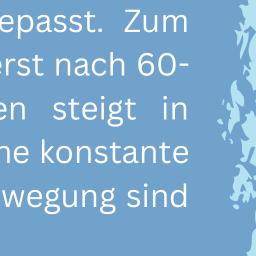 epasst. Zum
erst nach 60-
en steigt in
ne konstante
wegung sind